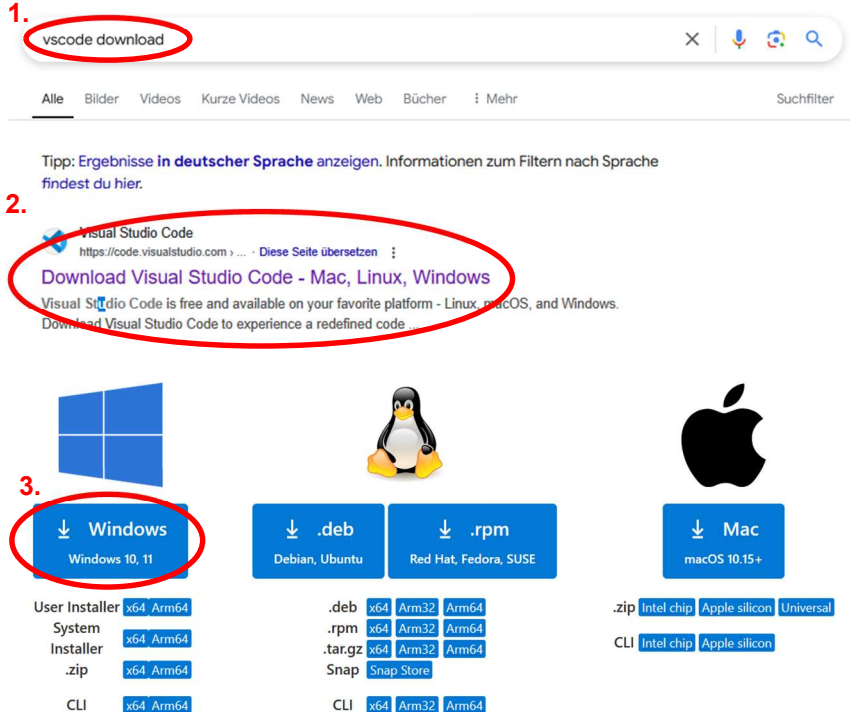 1.
vscode download
Alle Bilder Videos Kurze Videos News Web Bücher Mehr Suchfilter
Tipp: Ergebnisse in deutscher Sprache anzeigen. Informationen zum Filtern nach Sprache
findest du hier.
2.
Visual Studio Code
https://code.visualstudio.com › ... · Diese Seite übersetzen
Download Visual Studio Code - Mac, Linux, Windows
Visual Studio Code is free and available on your favorite platform - Linux, macOS, and Windows.
Download Visual Studio Code to experience a redefined code ...
3.
Windows
Windows 10, 11
.deb
Debian, Ubuntu
.rpm
Red Hat, Fedora, SUSE
Mac
macOS 10.15+
User Installer x64 Arm64
System
Installer x64 Arm64
.zip x64 Arm64
CLI x64 Arm64
.deb x64 Arm32 Arm64
.rpm x64 Arm32 Arm64
.tar.gz x64 Arm32 Arm64
Snap Snap Store
CLI x64 Arm32 Arm64
.zip Intel chip Apple silicon Universal
CLI Intel chip Apple silicon